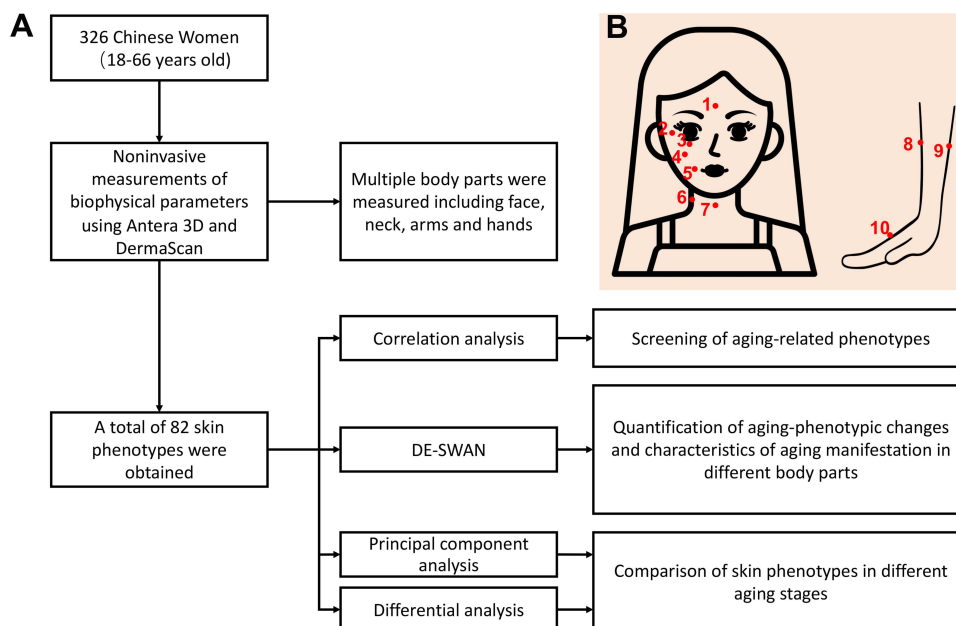 A
326 Chinese Women
（18-66 years old)
Noninvasive
measurements of
biophysical parameters
using Antera 3D and
DermaScan
Multiple body parts were
measured including face,
neck, arms and hands
A total of 82 skin
phenotypes were
obtained
Correlation analysis
Screening of aging-related phenotypes
DE-SWAN
Quantification of aging-phenotypic changes
and characteristics of aging manifestation in
different body parts
Principal component
analysis
Differential analysis
Comparison of skin phenotypes in different
aging stages
B
1
2
3
4
5
6
7
8
9
10